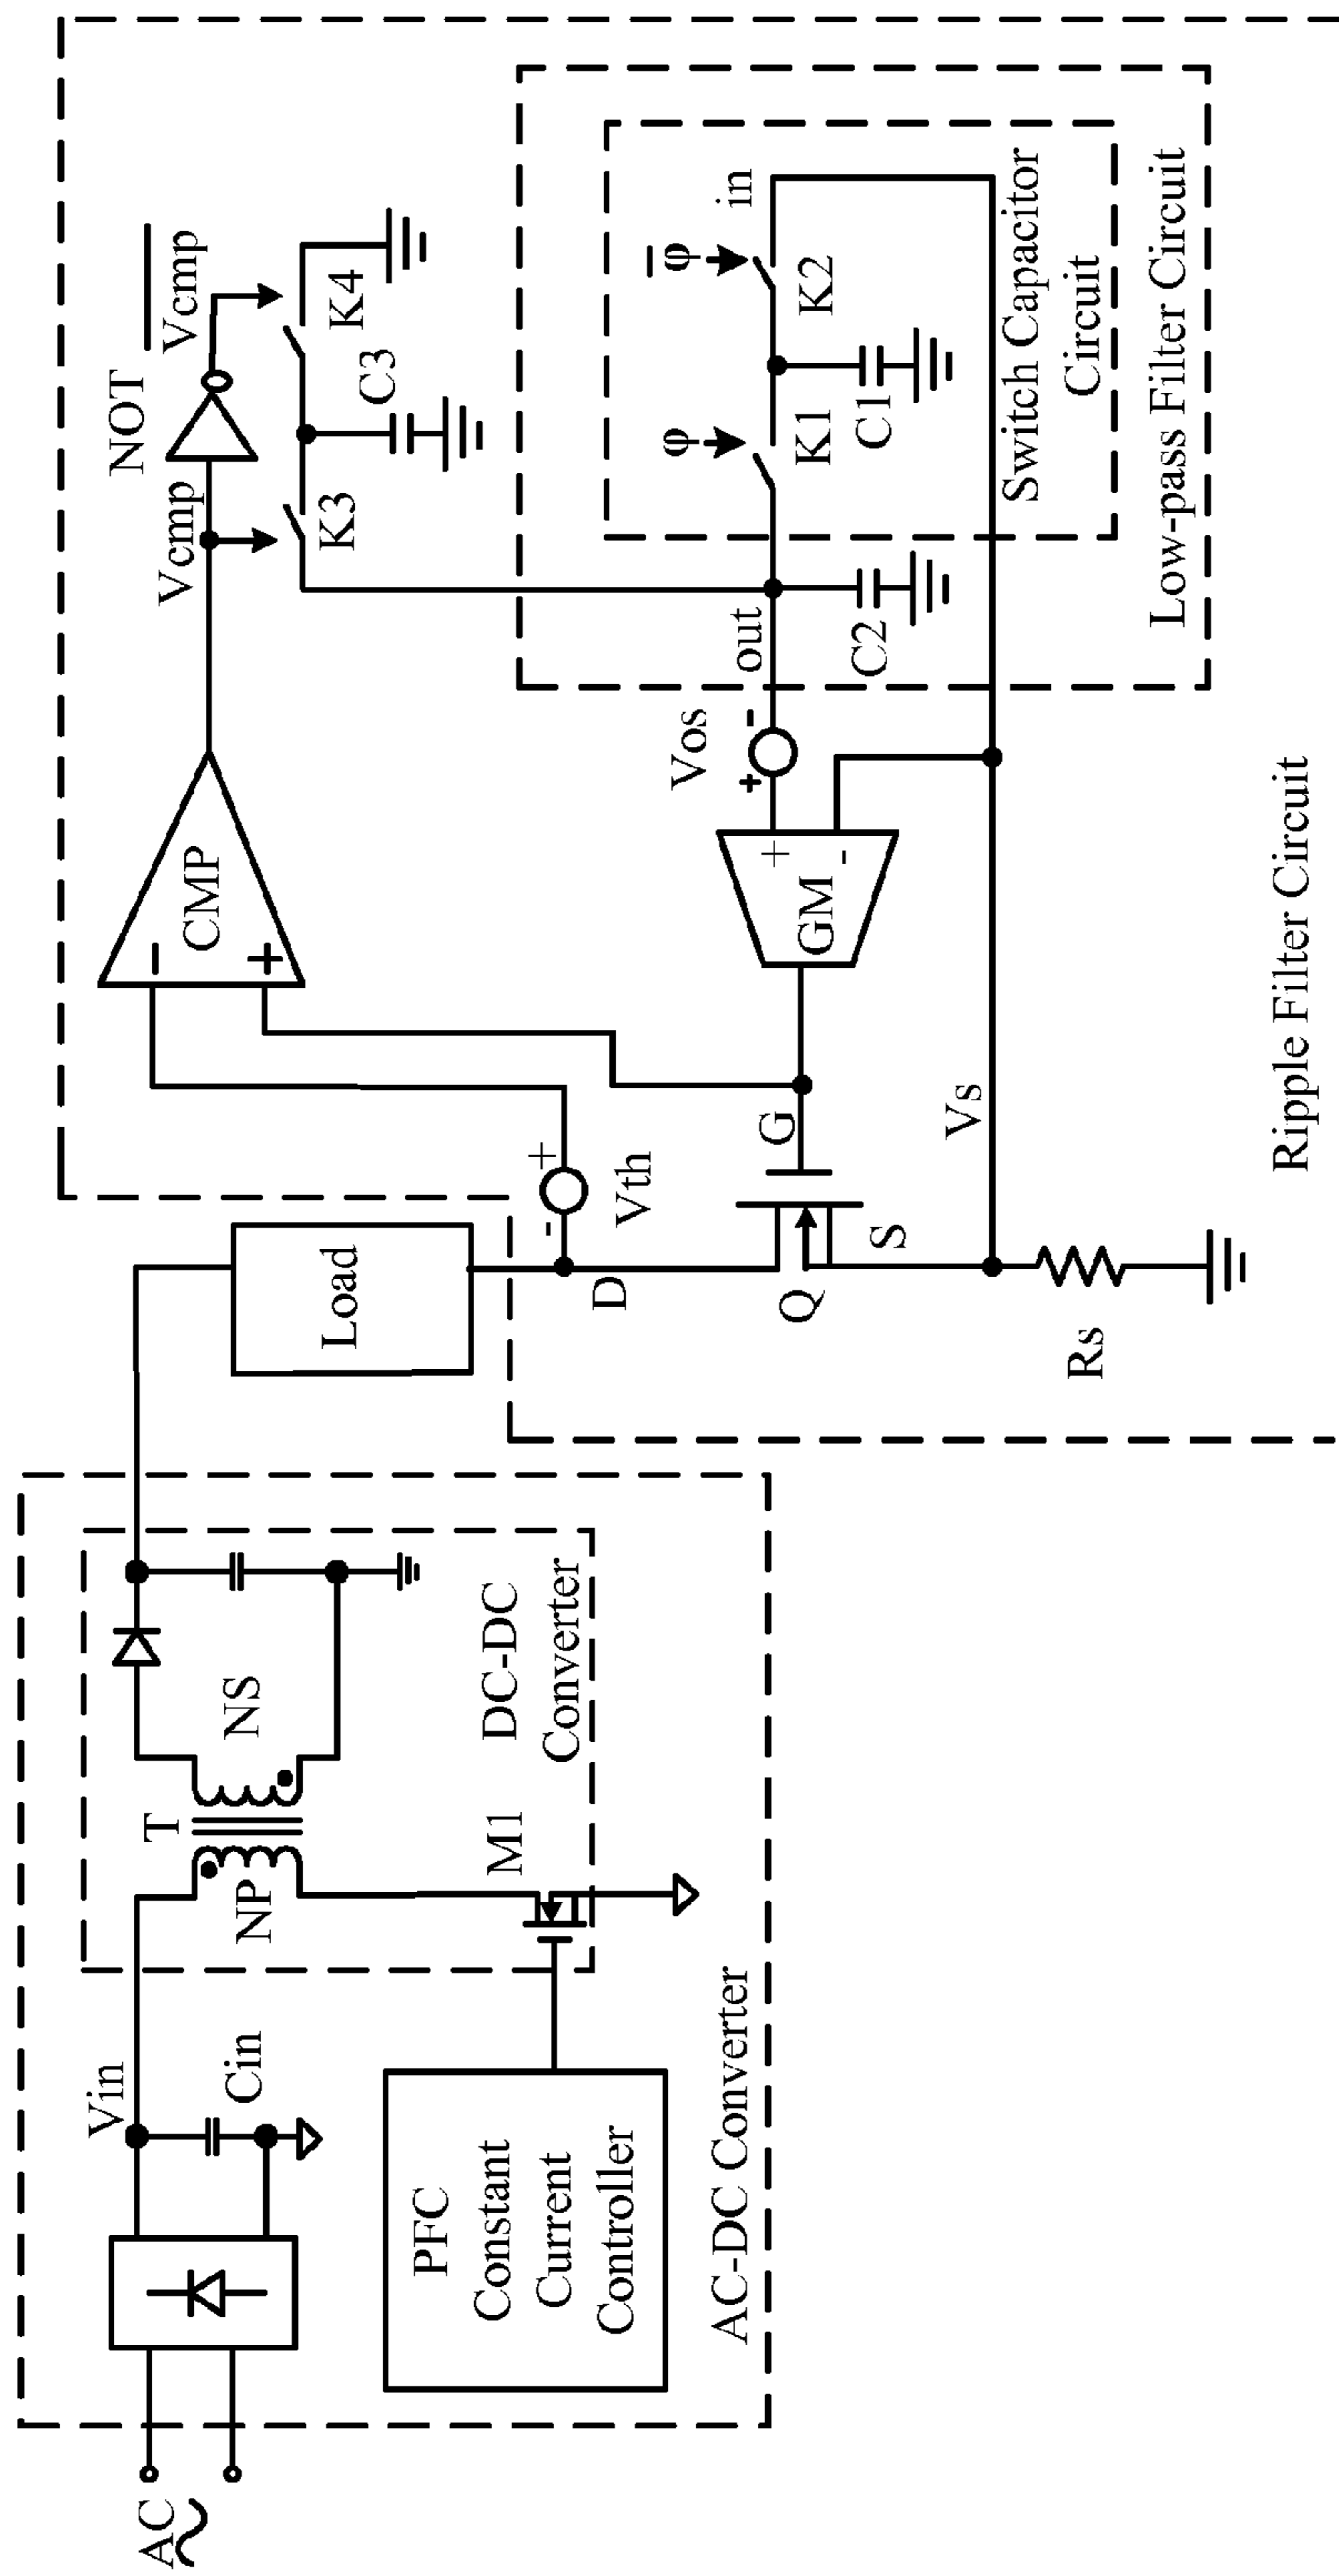 AC
~
Vin
Cin
PFC
Constant
Current
Controller
AC-DC Converter
T
NP
NS
M1
DC-DC
Converter
Load
D
- +
Vth
Q
G
S
Vs
Rs
- +
CMP
GM
+ -
Vos
+ -
out
Vcmp
NOT
Vcmp
K3
C3
K4
C2
φ
K1
C1
φ
K2
in
Switch Capacitor
Circuit
Low-pass Filter Circuit
Ripple Filter Circuit